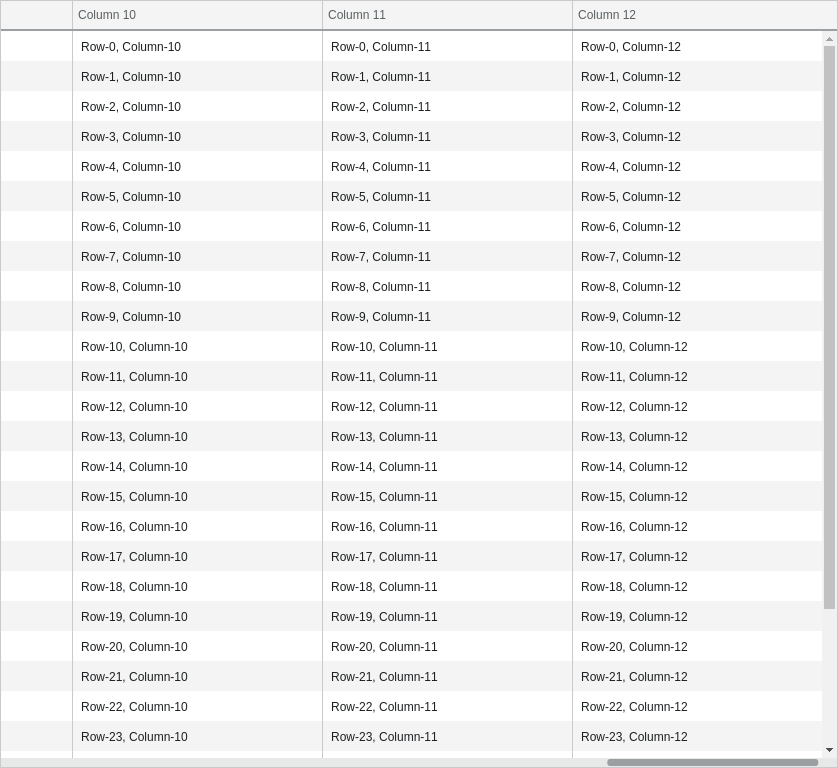 Column 10 Column 11 Column 12
Row-0, Column-10 Row-0, Column-11 Row-0, Column-12
Row-1, Column-10 Row-1, Column-11 Row-1, Column-12
Row-2, Column-10 Row-2, Column-11 Row-2, Column-12
Row-3, Column-10 Row-3, Column-11 Row-3, Column-12
Row-4, Column-10 Row-4, Column-11 Row-4, Column-12
Row-5, Column-10 Row-5, Column-11 Row-5, Column-12
Row-6, Column-10 Row-6, Column-11 Row-6, Column-12
Row-7, Column-10 Row-7, Column-11 Row-7, Column-12
Row-8, Column-10 Row-8, Column-11 Row-8, Column-12
Row-9, Column-10 Row-9, Column-11 Row-9, Column-12
Row-10, Column-10 Row-10, Column-11 Row-10, Column-12
Row-11, Column-10 Row-11, Column-11 Row-11, Column-12
Row-12, Column-10 Row-12, Column-11 Row-12, Column-12
Row-13, Column-10 Row-13, Column-11 Row-13, Column-12
Row-14, Column-10 Row-14, Column-11 Row-14, Column-12
Row-15, Column-10 Row-15, Column-11 Row-15, Column-12
Row-16, Column-10 Row-16, Column-11 Row-16, Column-12
Row-17, Column-10 Row-17, Column-11 Row-17, Column-12
Row-18, Column-10 Row-18, Column-11 Row-18, Column-12
Row-19, Column-10 Row-19, Column-11 Row-19, Column-12
Row-20, Column-10 Row-20, Column-11 Row-20, Column-12
Row-21, Column-10 Row-21, Column-11 Row-21, Column-12
Row-22, Column-10 Row-22, Column-11 Row-22, Column-12
Row-23, Column-10 Row-23, Column-11 Row-23, Column-12